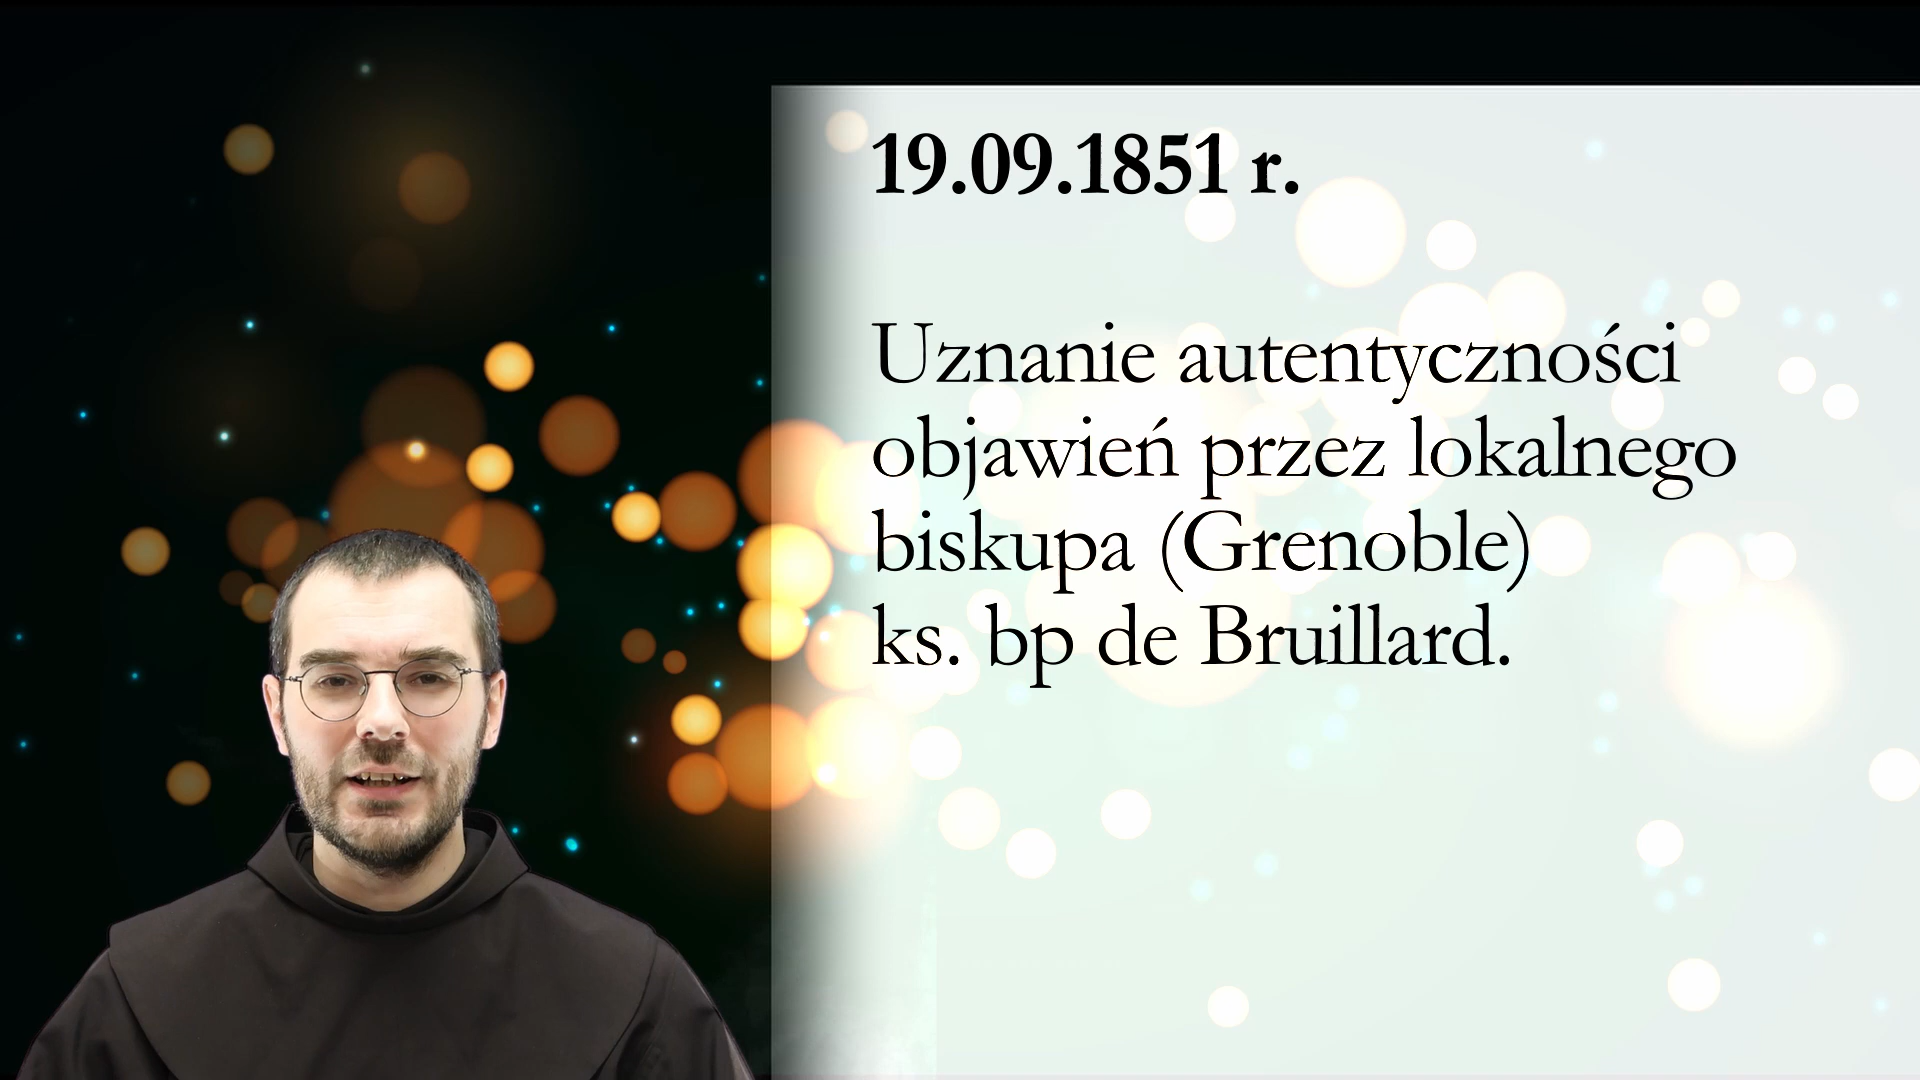 19.09.1851 r.
Uznanie autentyczności
objawień przez lokalnego
biskupa (Grenoble)
ks. bp de Bruillard.